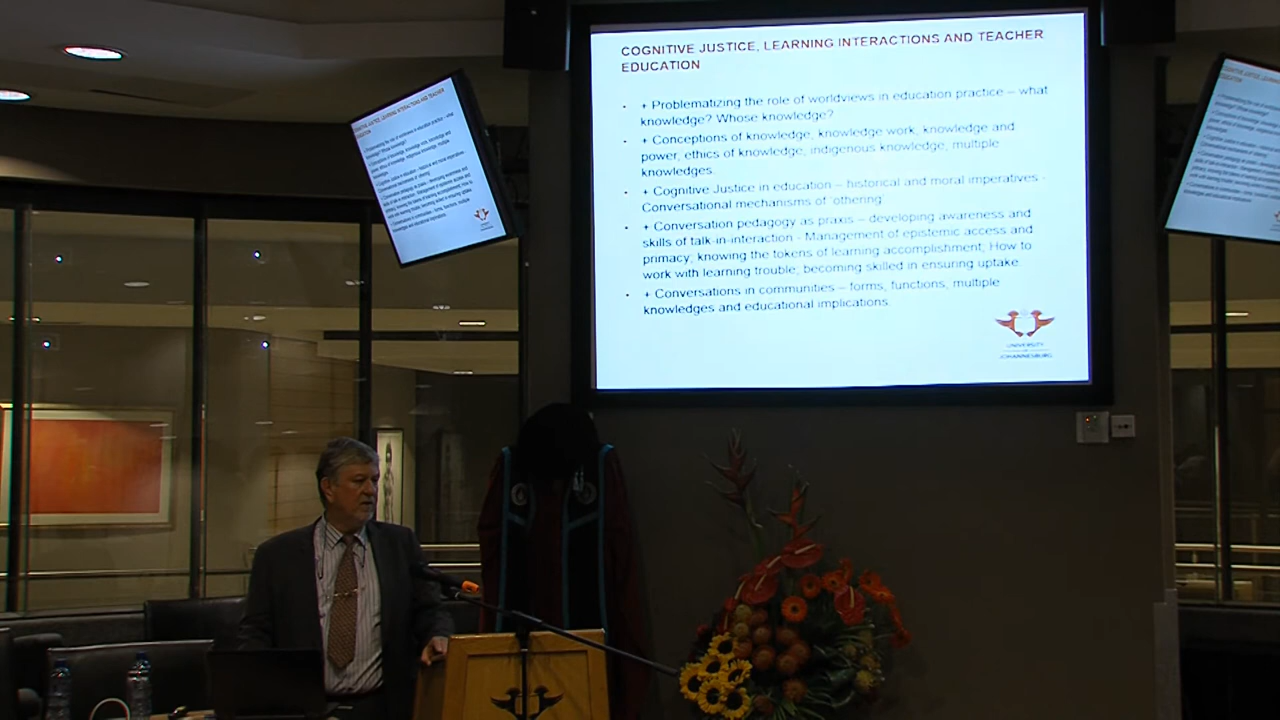 COGNITIVE JUSTICE, LEARNING INTERACTIONS AND TEACHER
EDUCATION
· + Problematizing the role of worldviews in education practice – what
knowledge? Whose knowledge?
· + Conceptions of knowledge, knowledge work, knowledge and
power, ethics of knowledge, indigenous knowledge, multiple
knowledges.
· + Cognitive Justice in education – historical and moral imperatives -
Conversational mechanisms of 'othering'
· + Conversation pedagogy as praxis – developing awareness and
skills of talk-in-interaction - Management of epistemic access and
primacy; knowing the tokens of learning accomplishment; How to
work with learning trouble; becoming skilled in ensuring uptake
· + Conversations in communities – forms, functions, multiple
knowledges and educational implications.
UNIVERSITY
OF
JOHANNESBURG